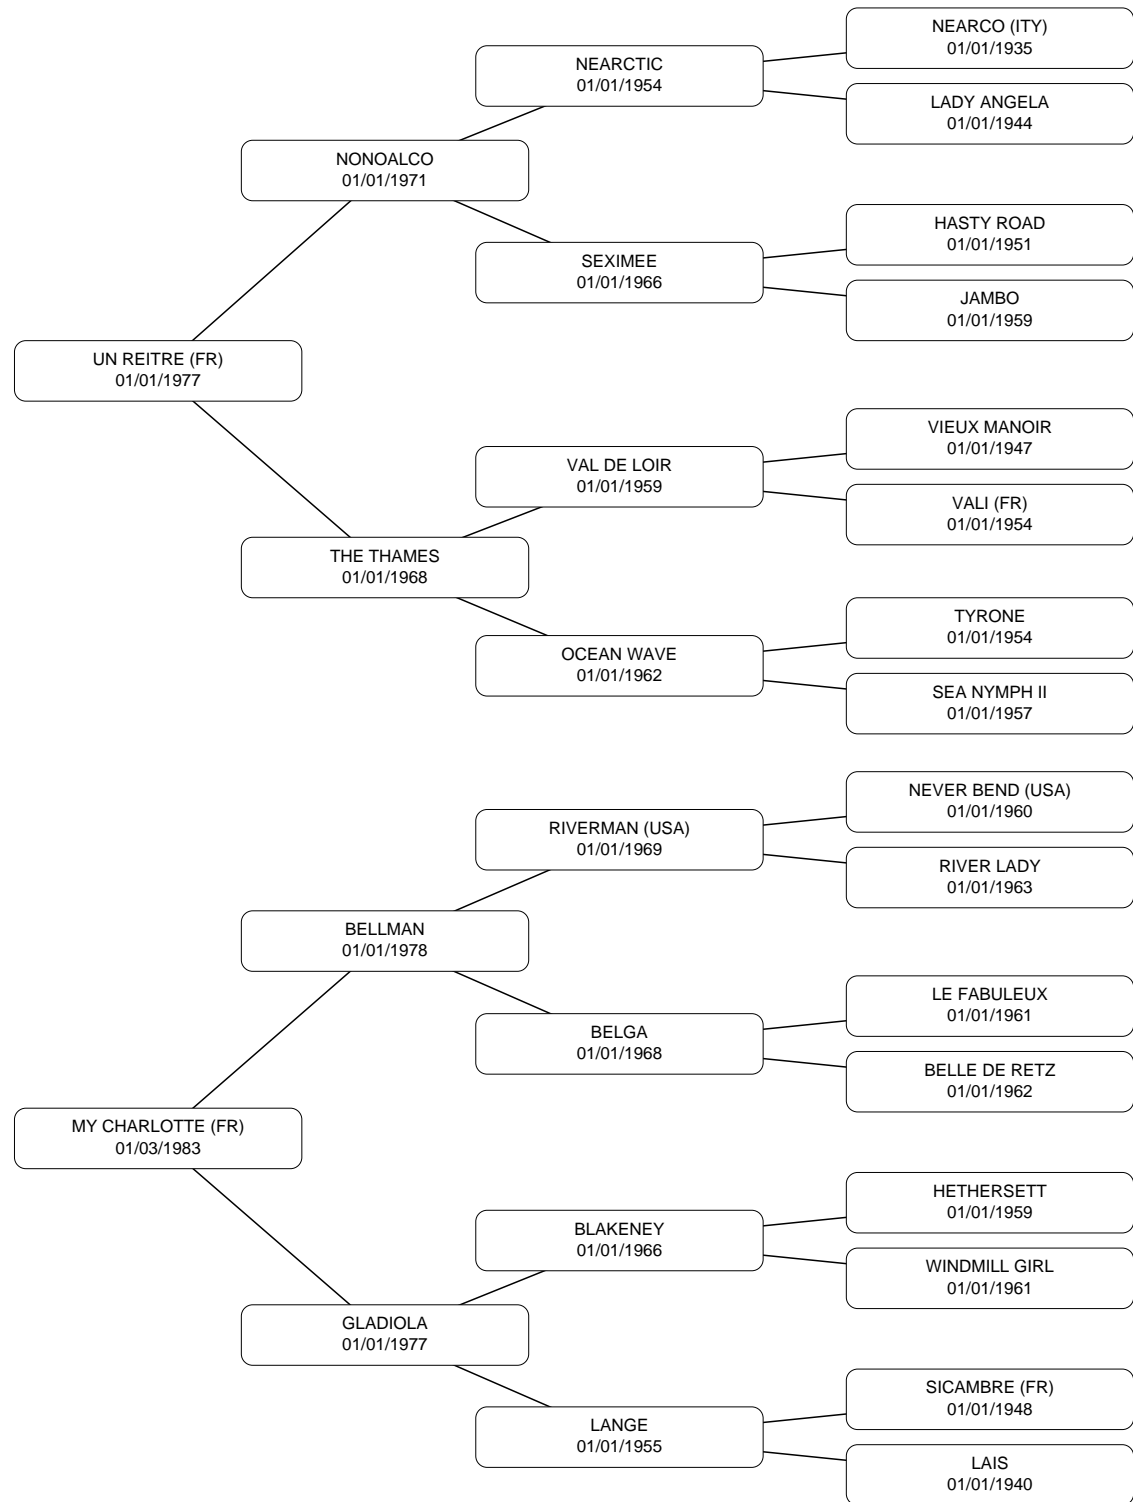 NEARCO (ITY)
01/01/1935
NEARCTIC
01/01/1954
LADY ANGELA
01/01/1944
NONOALCO
01/01/1971
HASTY ROAD
01/01/1951
SEXIMEE
01/01/1966
JAMBO
01/01/1959
UN REITRE (FR)
01/01/1977
VIEUX MANOIR
01/01/1947
VAL DE LOIR
01/01/1959
VALI (FR)
01/01/1954
THE THAMES
01/01/1968
TYRONE
01/01/1954
OCEAN WAVE
01/01/1962
SEA NYMPH II
01/01/1957
NEVER BEND (USA)
01/01/1960
RIVERMAN (USA)
01/01/1969
RIVER LADY
01/01/1963
BELLMAN
01/01/1978
LE FABULEUX
01/01/1961
BELGA
01/01/1968
BELLE DE RETZ
01/01/1962
MY CHARLOTTE (FR)
01/03/1983
HETHERSETT
01/01/1959
BLAKENEY
01/01/1966
WINDMILL GIRL
01/01/1961
GLADIOLA
01/01/1977
SICAMBRE (FR)
01/01/1948
LANGE
01/01/1955
LAIS
01/01/1940